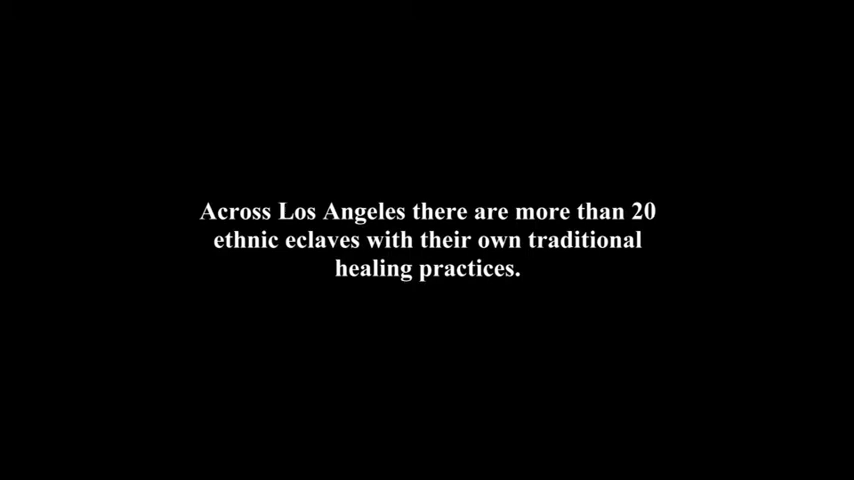 Across Los Angeles there are more than 20
ethnic eclaves with their own traditional
healing practices.